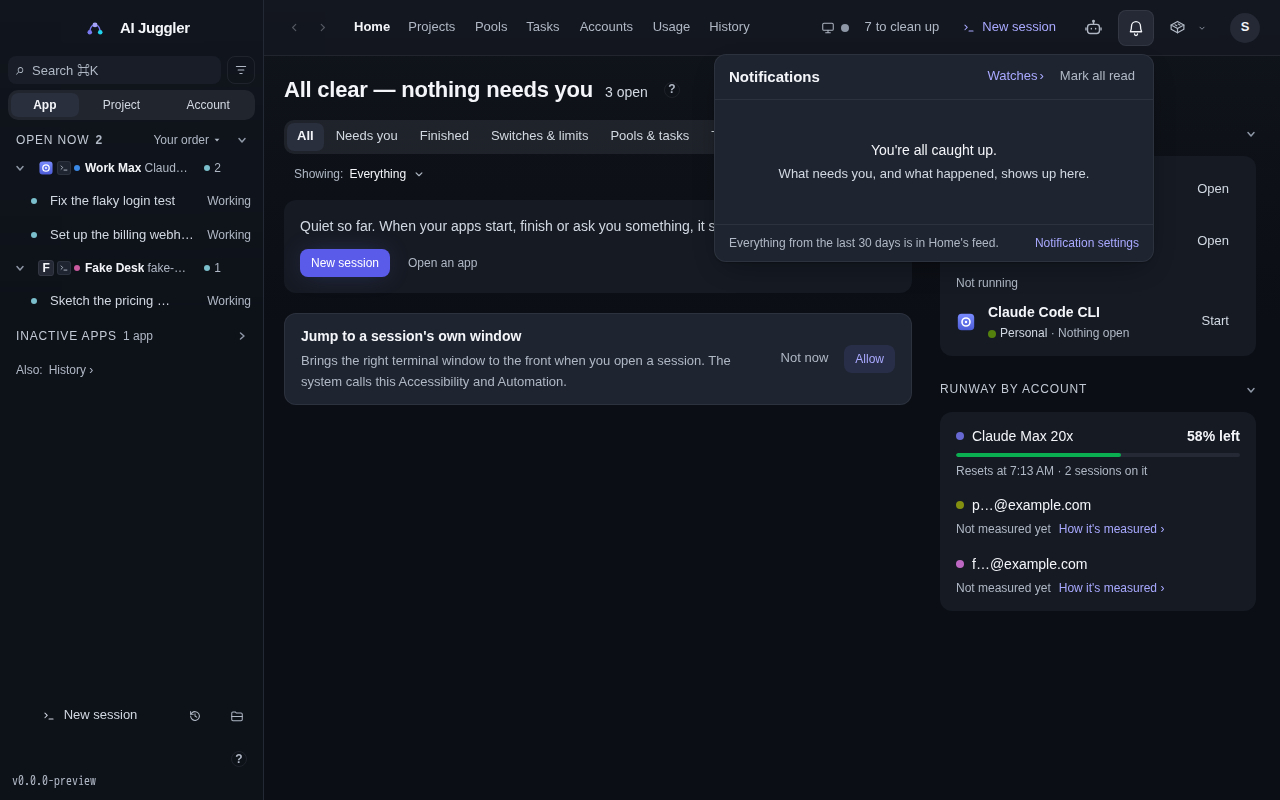 AI Juggler
Search ⌘K
App
Project
Account
OPEN NOW 2
Your order
Work Max Claud…
2
Fix the flaky login test
Working
Set up the billing webh…
Working
F
Fake Desk fake-…
1
Sketch the pricing …
Working
INACTIVE APPS 1 app
Also: History ›
New session
?
v0.0.0-preview
Home
Projects
Pools
Tasks
Accounts
Usage
History
7 to clean up
New session
S
All clear — nothing needs you
3 open
?
All
Needs you
Finished
Switches & limits
Pools & tasks
Showing: Everything
Quiet so far. When your apps start, finish or ask you something, it s
New session
Open an app
Jump to a session's own window
Brings the right terminal window to the front when you open a session. The
system calls this Accessibility and Automation.
Not now
Allow
Notifications
Watches ›
Mark all read
You're all caught up.
What needs you, and what happened, shows up here.
Everything from the last 30 days is in Home's feed.
Notification settings
Open
Open
Not running
Claude Code CLI
Personal · Nothing open
Start
RUNWAY BY ACCOUNT
Claude Max 20x
58% left
Resets at 7:13 AM · 2 sessions on it
p…@example.com
Not measured yet How it's measured ›
f…@example.com
Not measured yet How it's measured ›